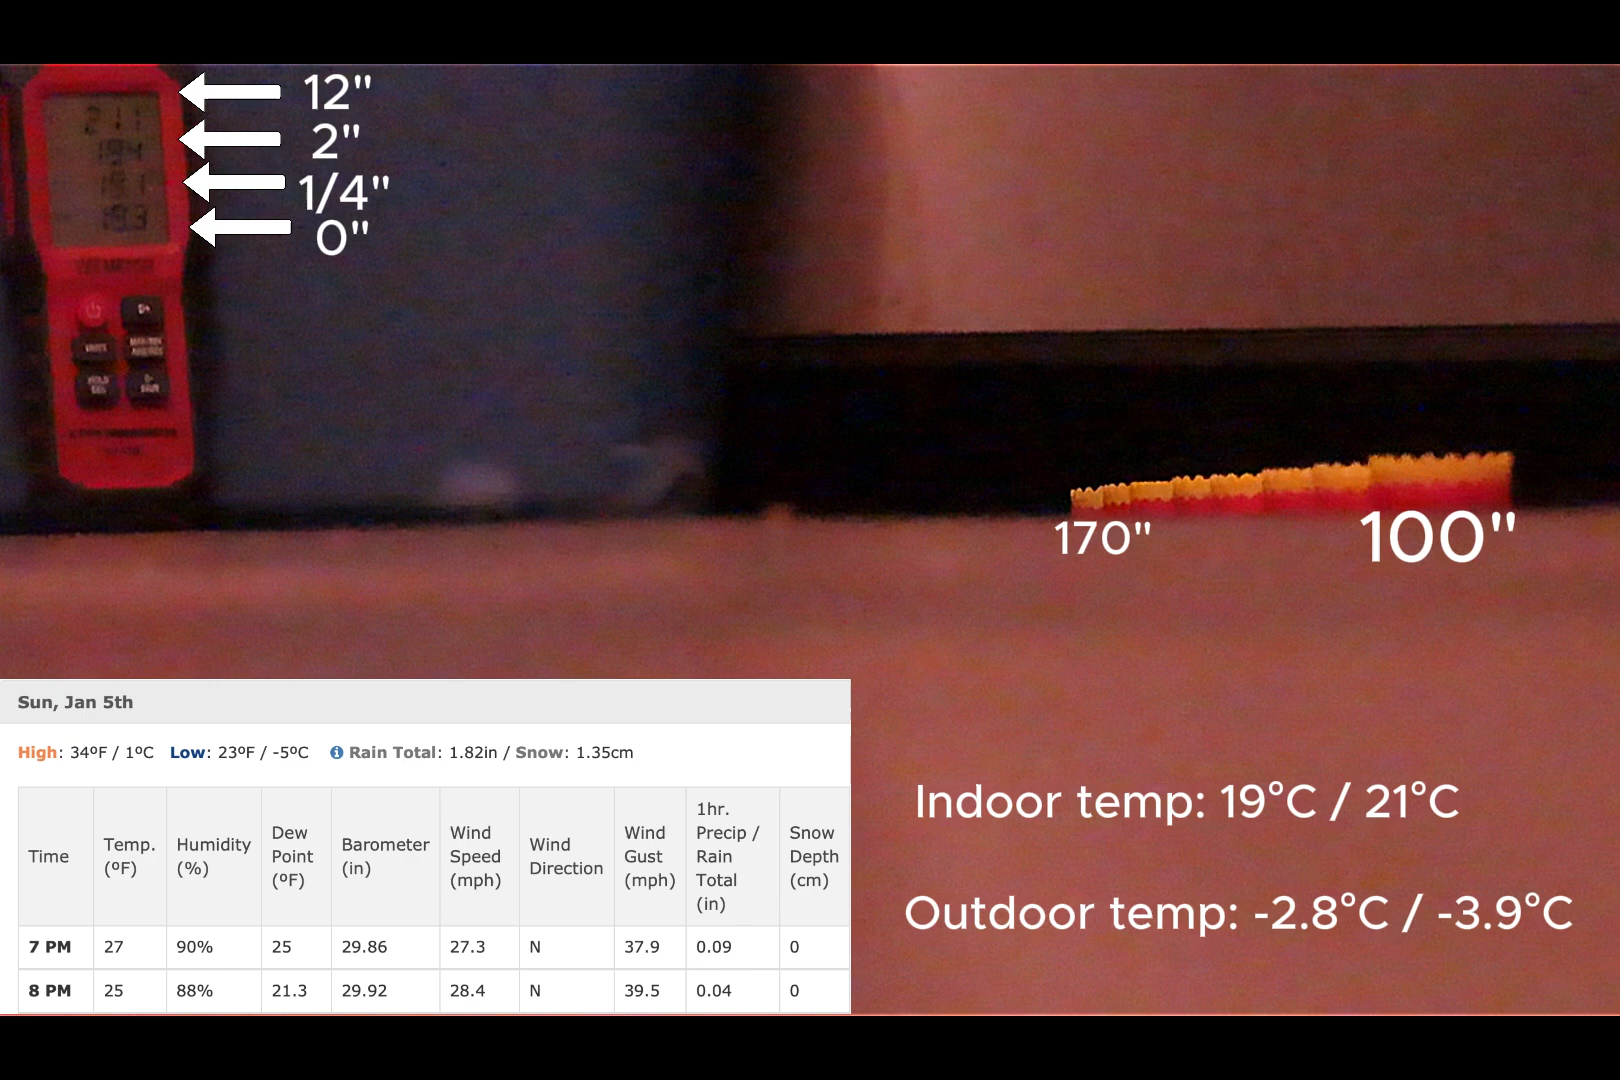 12"
2"
1/4"
0"
19.3
UNITS
HOLD
170"
100"
Sun, Jan 5th
High: 34ºF / 1ºC Low: 23ºF / -5ºC Rain Total: 1.82in / Snow: 1.35cm
Time Temp. (ºF) Humidity (%) Dew Point (ºF) Barometer (in) Wind Speed (mph) Wind Direction Wind Gust (mph) 1hr. Precip / Rain Total (in) Snow Depth (cm)
7 PM 27 90% 25 29.86 27.3 N 37.9 0.09 0
8 PM 25 88% 21.3 29.92 28.4 N 39.5 0.04 0
Indoor temp: 19°C / 21°C
Outdoor temp: -2.8°C / -3.9°C